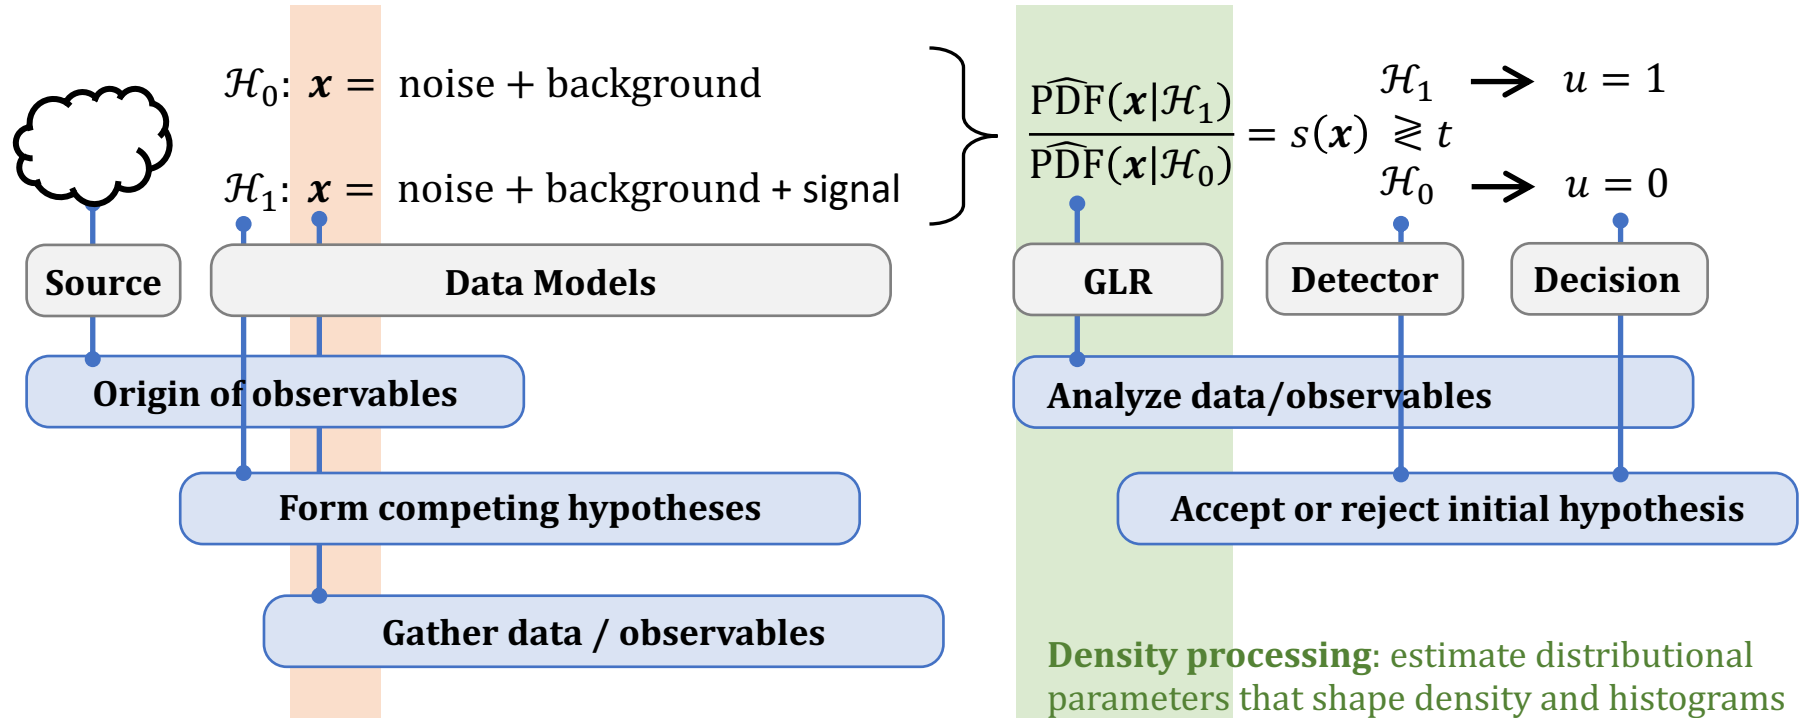 ℋ₀: 𝒙 = noise + background
ℋ₁: 𝒙 = noise + background + signal
P͡DF(𝒙|ℋ₁)
P͡DF(𝒙|ℋ₀)
= s(𝒙) ≷ t
ℋ₁ → u = 1
ℋ₀ → u = 0
Source
Data Models
GLR
Detector
Decision
Origin of observables
Analyze data/observables
Form competing hypotheses
Accept or reject initial hypothesis
Gather data / observables
Density processing: estimate distributional
parameters that shape density and histograms